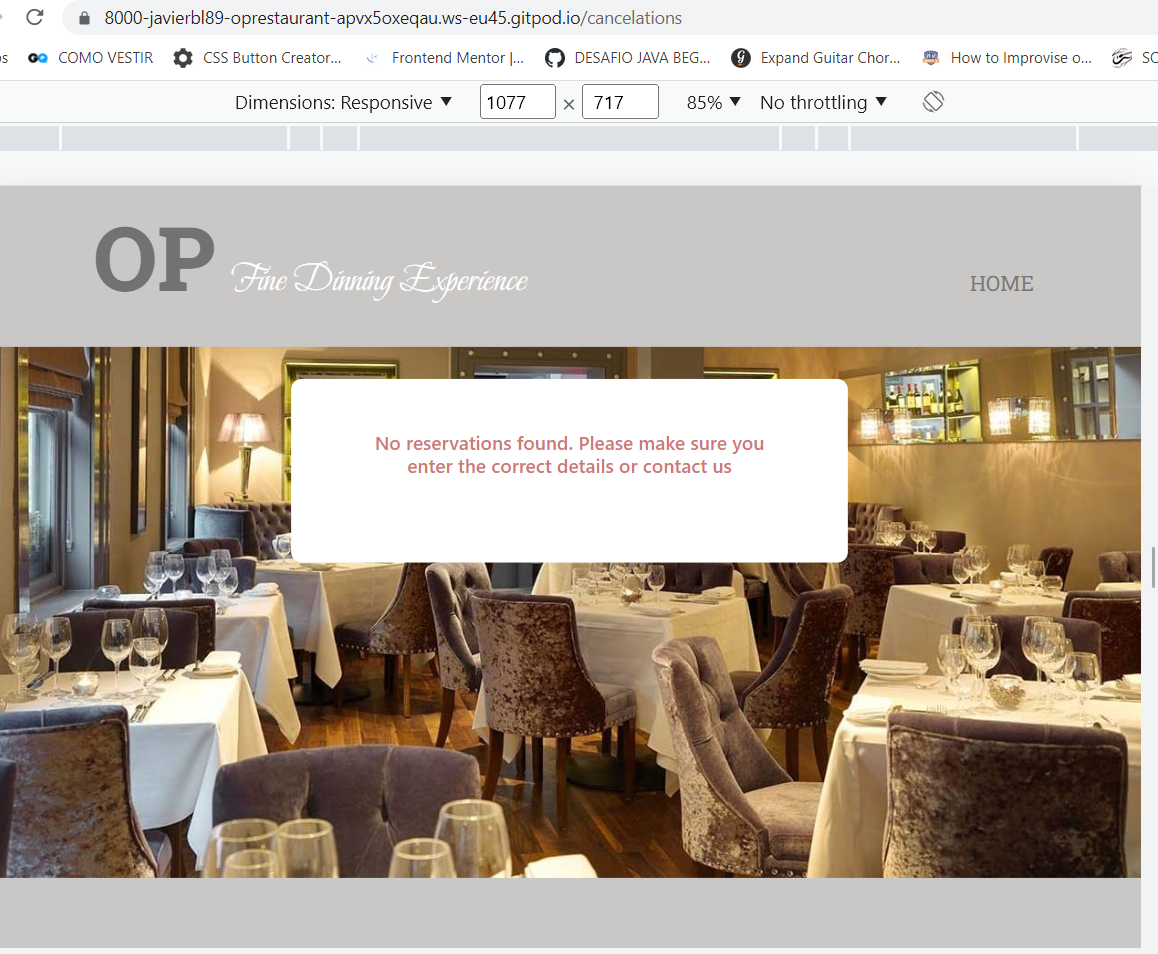 8000-javierbl89-oprestaurant-apvx5oxeqau.ws-eu45.gitpod.io/cancelations
COMO VESTIR CSS Button Creator... Frontend Mentor |... DESAFIO JAVA BEG... Expand Guitar Chor... How to Improvise o...
Dimensions: Responsive ▼ 1077 × 717 85% ▼ No throttling ▼
OP Fine Dinning Experience HOME
No reservations found. Please make sure you
enter the correct details or contact us